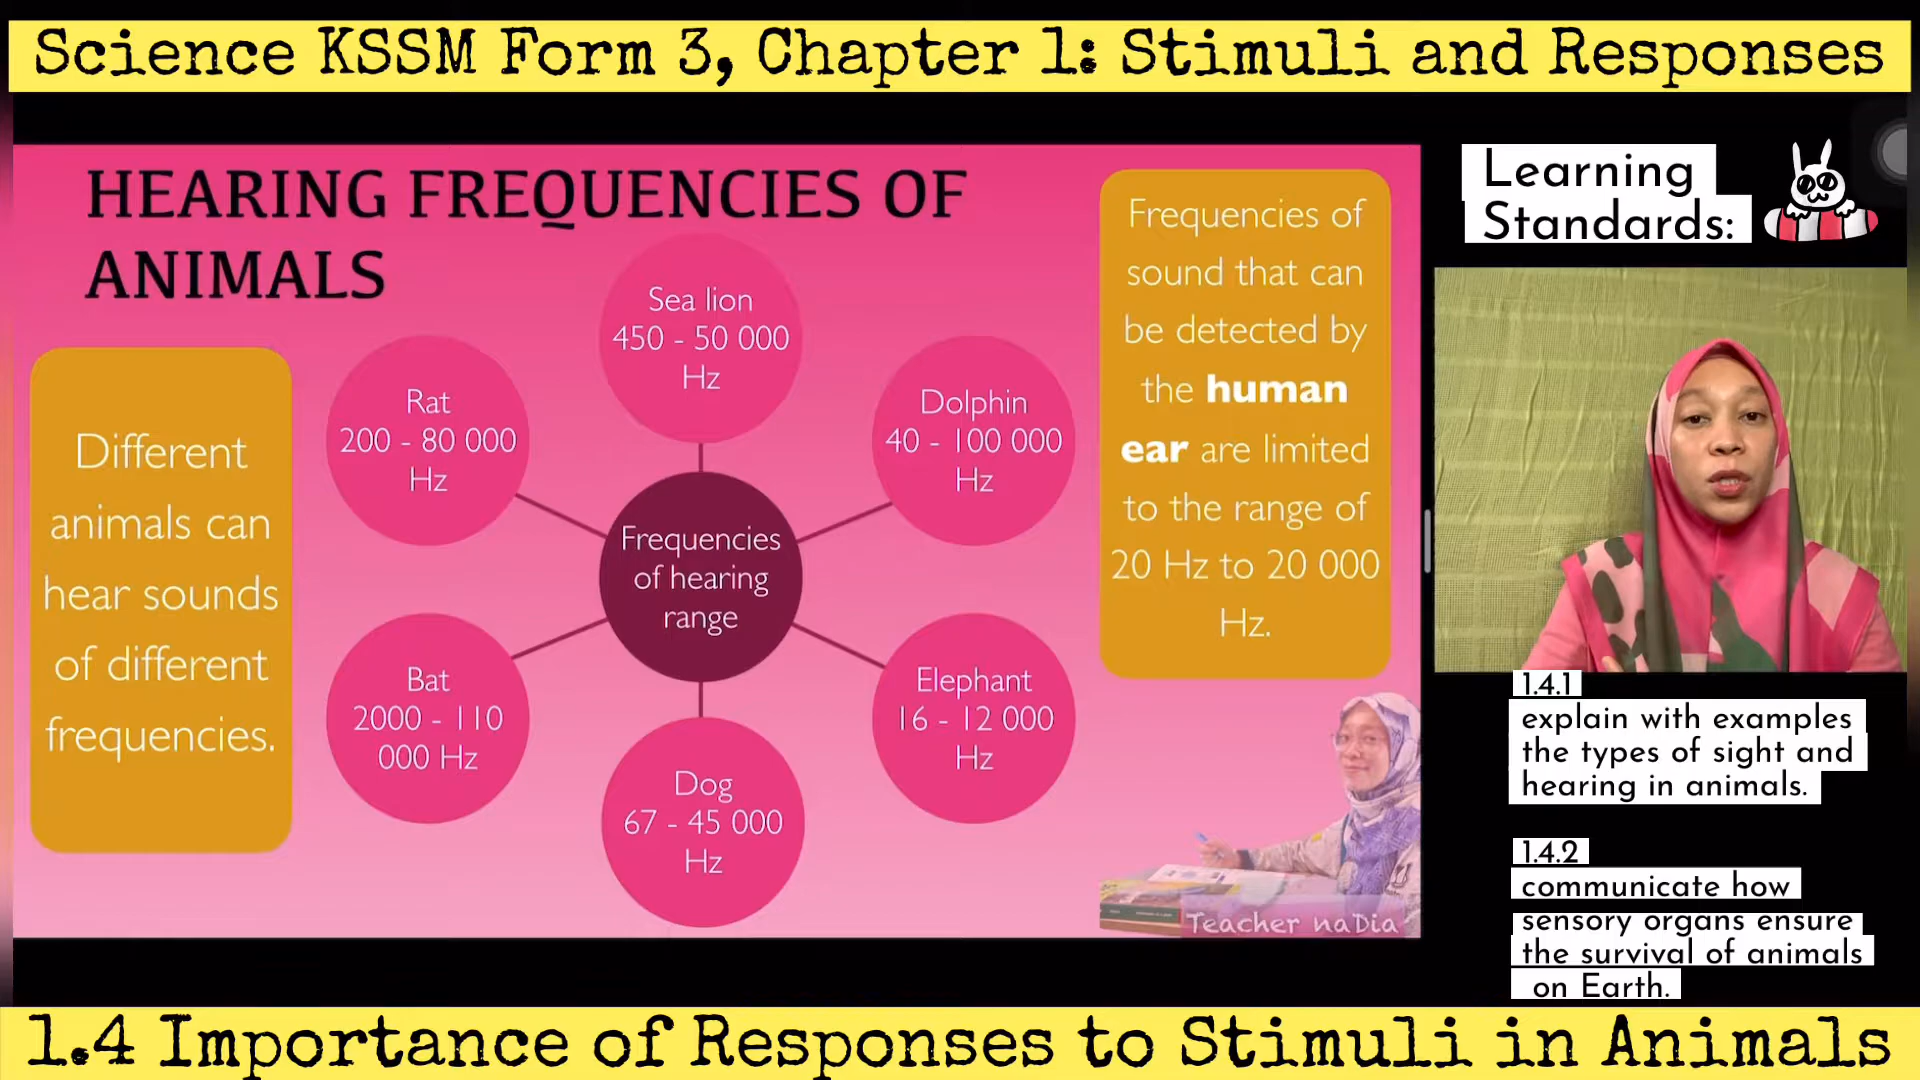 Science KSSM Form 3, Chapter 1: Stimuli and Responses
HEARING FREQUENCIES OF
ANIMALS
Different
animals can
hear sounds
of different
frequencies.
Sea lion
450 - 50 000
Hz
Rat
200 - 80 000
Hz
Dolphin
40 - 100 000
Hz
Frequencies
of hearing
range
Bat
2000 - 110
000 Hz
Elephant
16 - 12 000
Hz
Dog
67 - 45 000
Hz
Frequencies of
sound that can
be detected by
the human
ear are limited
to the range of
20 Hz to 20 000
Hz.
Teacher naDia
Learning
Standards:
1.4.1
explain with examples
the types of sight and
hearing in animals.
1.4.2
communicate how
sensory organs ensure
the survival of animals
on Earth.
1.4 Importance of Responses to Stimuli in Animals